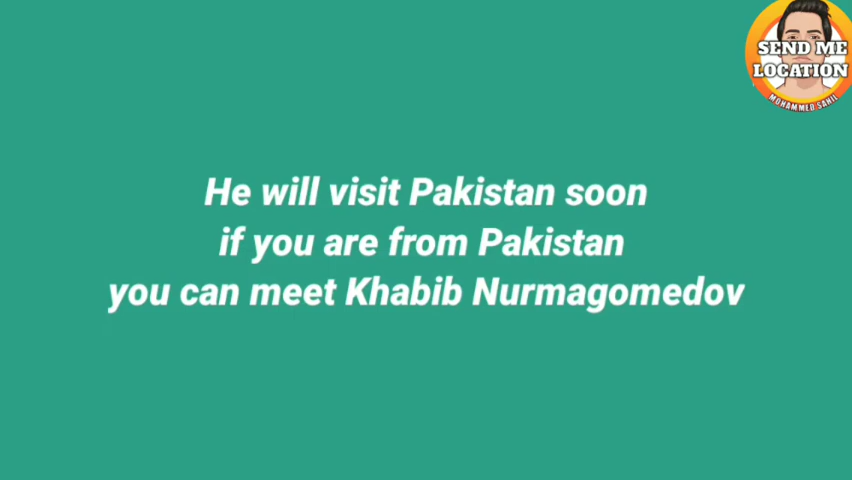 SEND ME
LOCATION
MOHAMMED SAHIL
He will visit Pakistan soon
if you are from Pakistan
you can meet Khabib Nurmagomedov